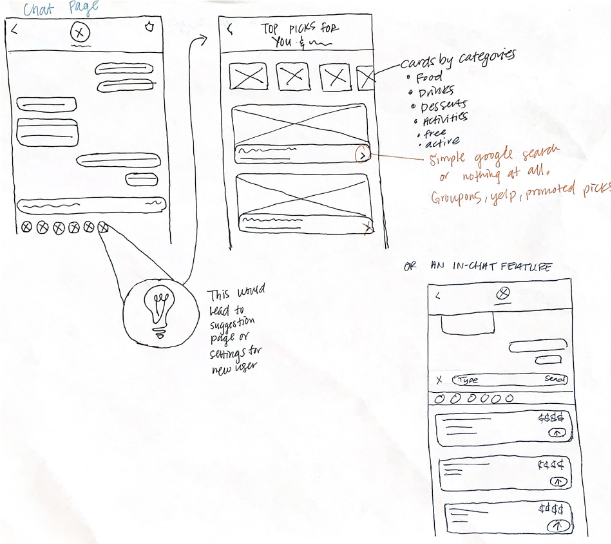 Chat Page
TOP PICKS FOR
YOU &
cards by categories
• Food
• Drinks
• Desserts
• Activities
• free
• active
Simple google search
or nothing at all.
Groupons, yelp, promoted picks
This would
lead to
suggestion
page or
settings for
new user
OR AN IN-CHAT FEATURE
X Type Send
$$$$
$$$$
$$$$